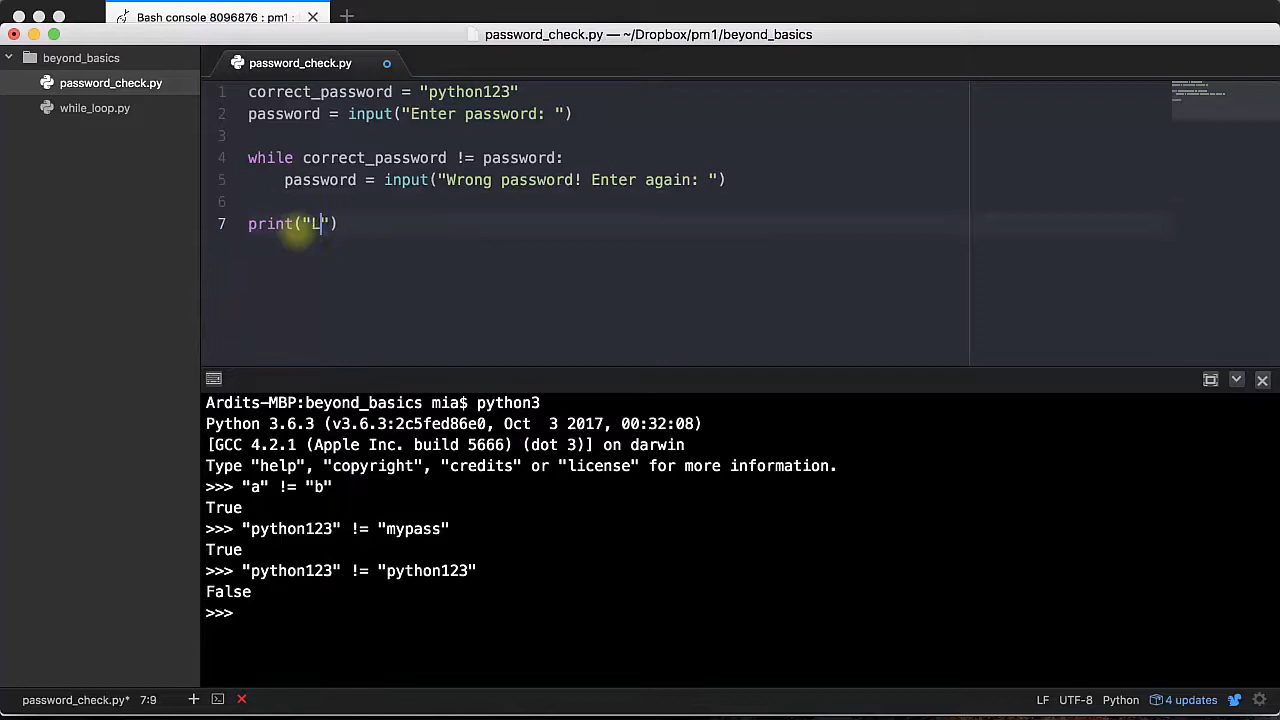 Bash console 8096876 : pm1 :
password_check.py — ~/Dropbox/pm1/beyond_basics
beyond_basics
password_check.py
while_loop.py
password_check.py
1 correct_password = "python123"
2 password = input("Enter password: ")
3
4 while correct_password != password:
5 password = input("Wrong password! Enter again: ")
6
7 print("L")
Ardits-MBP:beyond_basics mia$ python3
Python 3.6.3 (v3.6.3:2c5fed86e0, Oct 3 2017, 00:32:08)
[GCC 4.2.1 (Apple Inc. build 5666) (dot 3)] on darwin
Type "help", "copyright", "credits" or "license" for more information.
>>> "a" != "b"
True
>>> "python123" != "mypass"
True
>>> "python123" != "python123"
False
>>>
password_check.py* 7:9 LF UTF-8 Python 4 updates